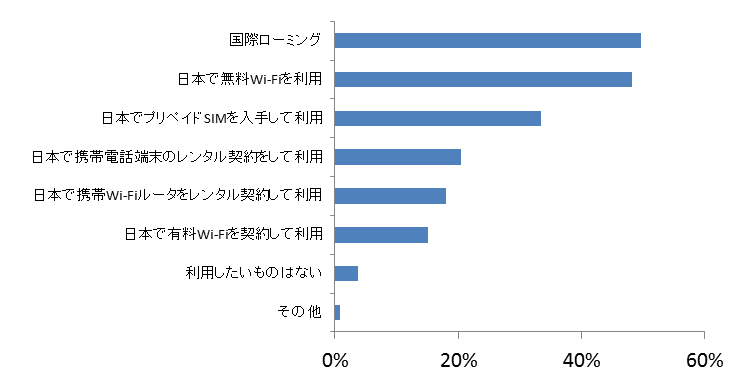 国際ローミング
日本で無料Wi-Fiを利用
日本でプリペイドSIMを入手して利用
日本で携帯電話端末のレンタル契約をして利用
日本で携帯Wi-Fiルータをレンタル契約して利用
日本で有料Wi-Fiを契約して利用
利用したいものはない
その他
0% 20% 40% 60%